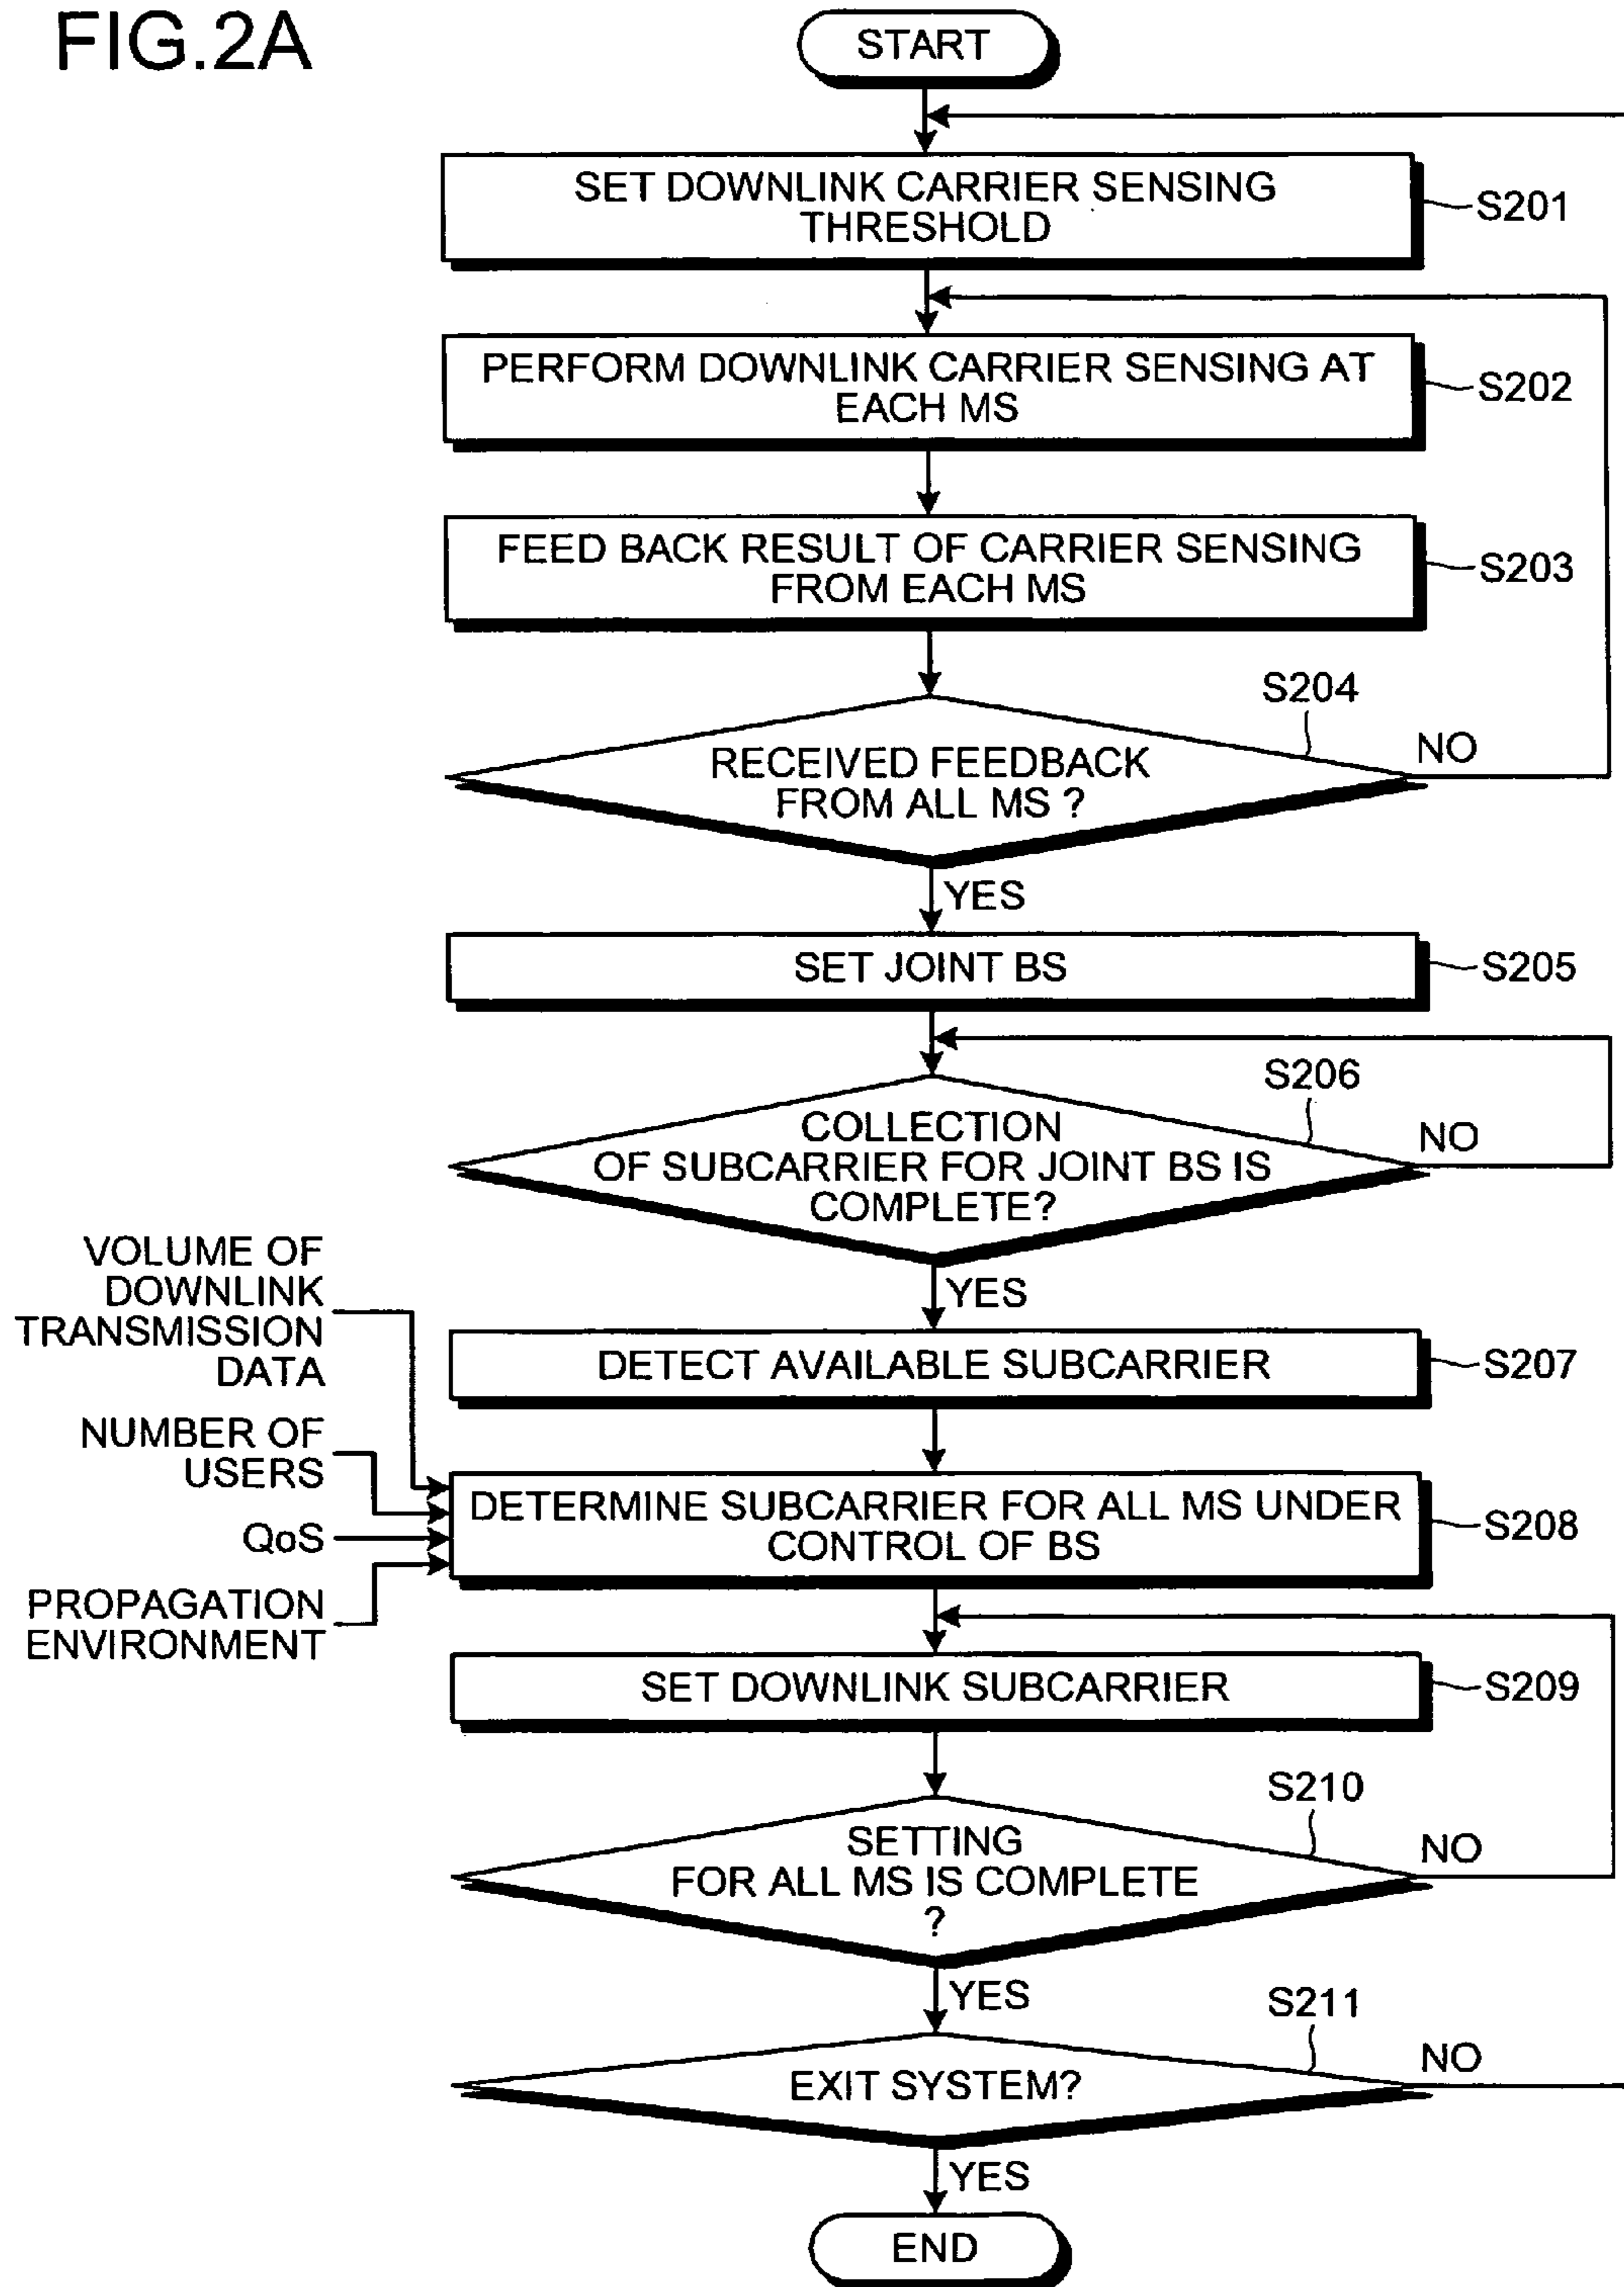 FIG.2A
START
SET DOWNLINK CARRIER SENSING
THRESHOLD
S201
PERFORM DOWNLINK CARRIER SENSING AT
EACH MS
S202
FEED BACK RESULT OF CARRIER SENSING
FROM EACH MS
S203
S204
RECEIVED FEEDBACK
FROM ALL MS ?
NO
YES
SET JOINT BS
S205
S206
COLLECTION
OF SUBCARRIER FOR JOINT BS IS
COMPLETE?
NO
YES
VOLUME OF
DOWNLINK
TRANSMISSION
DATA
DETECT AVAILABLE SUBCARRIER
S207
NUMBER OF
USERS
QoS
PROPAGATION
ENVIRONMENT
DETERMINE SUBCARRIER FOR ALL MS UNDER
CONTROL OF BS
S208
SET DOWNLINK SUBCARRIER
S209
S210
SETTING
FOR ALL MS IS COMPLETE
?
NO
YES
S211
EXIT SYSTEM?
NO
YES
END